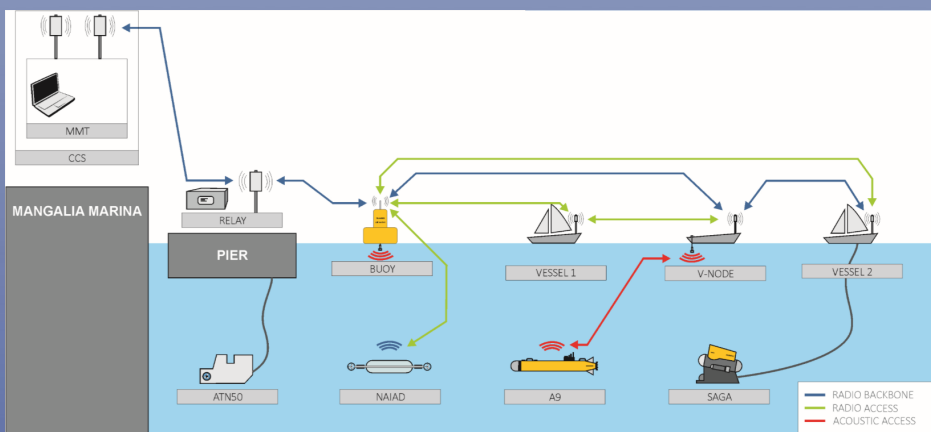 MMT
CCS
MANGALIA MARINA
RELAY
PIER
BUOY
VESSEL 1
V-NODE
VESSEL 2
ATN50
NAIAD
A9
SAGA
RADIO BACKBONE
RADIO ACCESS
ACOUSTIC ACCESS